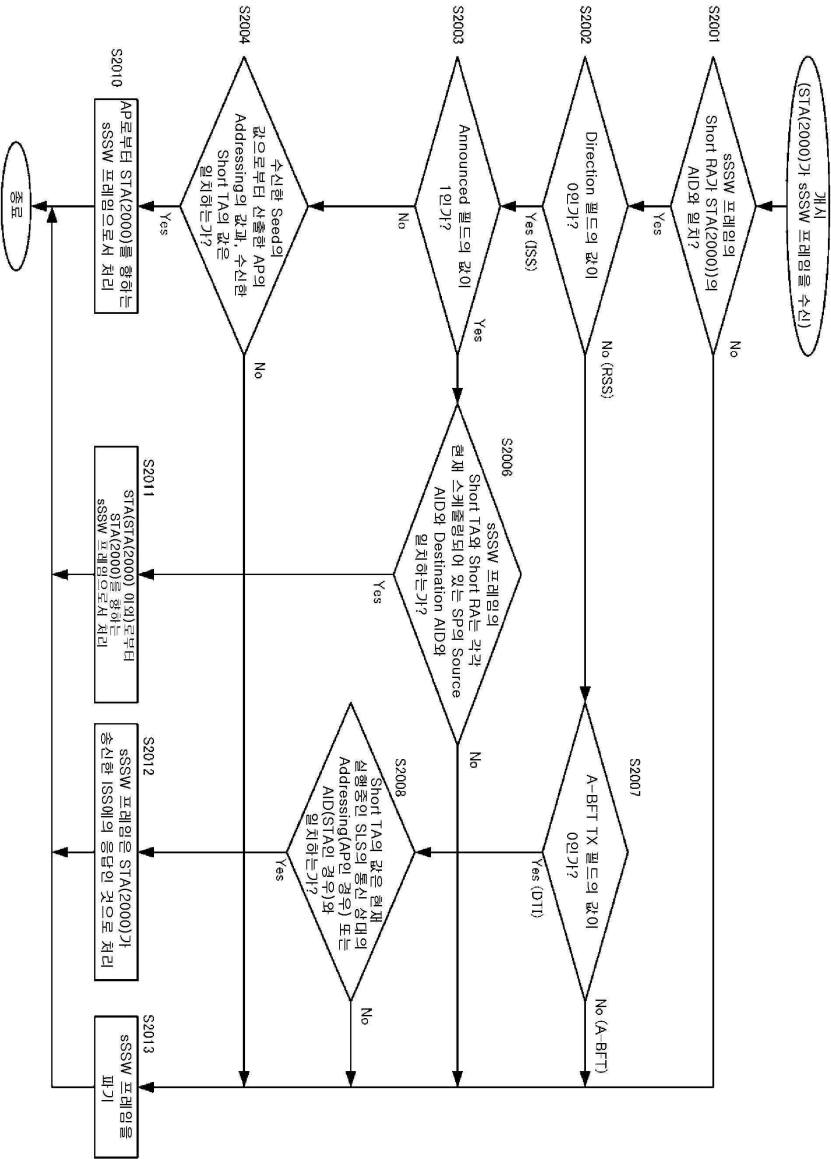 개시
(STA(2000)가 sSSW 프레임을 수신)
S2001
sSSW 프레임의
Short RA가 STA(2000))의
AID와 일치?
Yes
No
S2002
Direction 필드의 값이
0인가?
Yes (ISS)
No (RSS)
S2003
Announced 필드의 값이
1인가?
No
Yes
S2004
수신한 Seed의
값으로부터 산출한 AP의
Addressing의 값과, 수신한
Short TA의 값은
일치하는가?
Yes
No
S2006
sSSW 프레임의
Short TA와 Short RA는 각각
현재 스케줄링되어 있는 SP의 Source
AID와 Destination AID와
일치하는가?
Yes
No
S2007
A-BFT TX 필드의 값이
0인가?
Yes (DTI)
No (A-BFT)
S2008
Short TA의 값은 현재
실행중인 SLS의 통신 상대의
Addressing(AP인 경우) 또는
AID(STA인 경우)와
일치하는가?
Yes
No
S2010
AP로부터 STA(2000)를 향하는
sSSW 프레임으로서 처리
S2011
STA(STA(2000) 이외)로부터
STA(2000)를 향하는
sSSW 프레임으로서 처리
S2012
sSSW 프레임은 STA(2000)가
송신한 ISS에의 응답인 것으로 처리
S2013
sSSW 프레임을
파기
종료